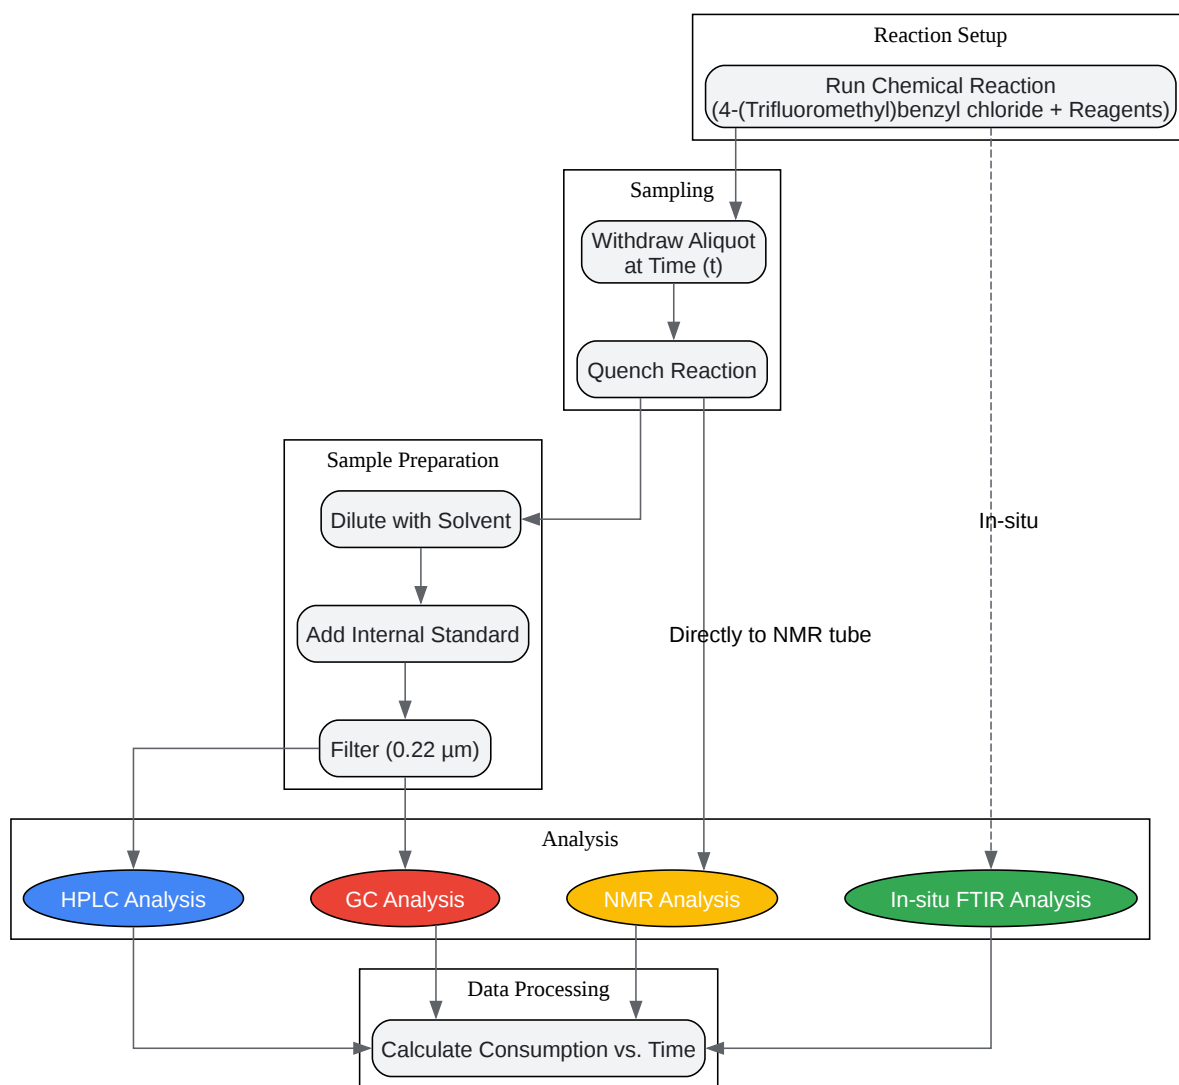 Reaction Setup
Run Chemical Reaction
(4-(Trifluoromethyl)benzyl chloride + Reagents)
Sampling
Withdraw Aliquot
at Time (t)
Quench Reaction
Sample Preparation
Dilute with Solvent
In-situ
Add Internal Standard
Directly to NMR tube
Filter (0.22 µm)
Analysis
HPLC Analysis
GC Analysis
NMR Analysis
In-situ FTIR Analysis
Data Processing
Calculate Consumption vs. Time